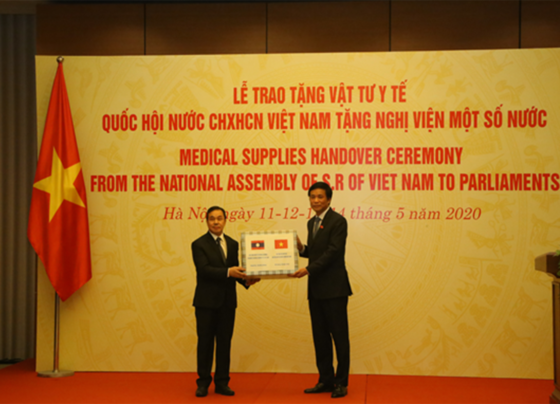 LỄ TRAO TẶNG VẬT TƯ Y TẾ
QUỐC HỘI NƯỚC CHXHCN VIỆT NAM TẶNG NGHỊ VIỆN MỘT SỐ NƯỚC
MEDICAL SUPPLIES HANDOVER CEREMONY
FROM THE NATIONAL ASSEMBLY OF S.R OF VIET NAM TO PARLIAMENTS
Hà Nội, ngày 11-12-1 4 tháng 5 năm 2020